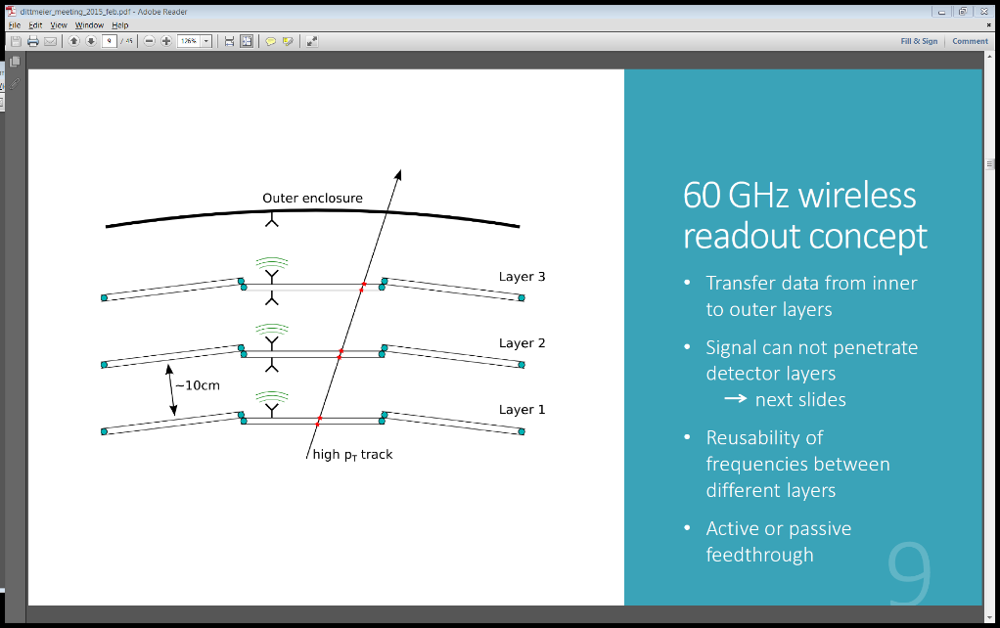 dittmeier_meeting_2015_feb.pdf - Adobe Reader
File Edit View Window Help
9 / 45 126% Fill & Sign Comment
Outer enclosure
Layer 3
Layer 2
~10cm
Layer 1
high pT track
60 GHz wireless
readout concept
• Transfer data from inner
to outer layers
• Signal can not penetrate
detector layers
→ next slides
• Reusability of
frequencies between
different layers
• Active or passive
feedthrough
9